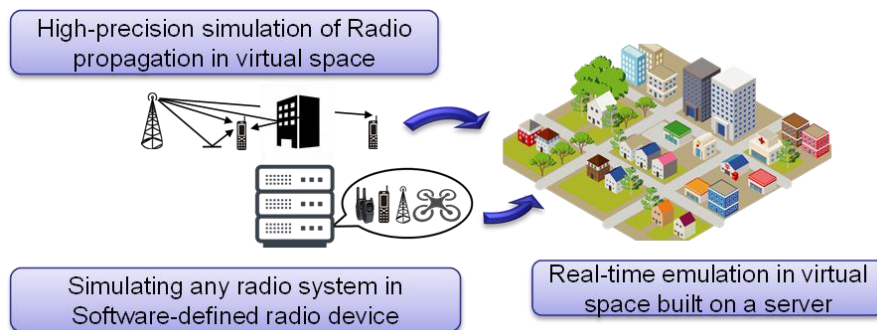 High-precision simulation of Radio
propagation in virtual space
Simulating any radio system in
Software-defined radio device
Real-time emulation in virtual
space built on a server